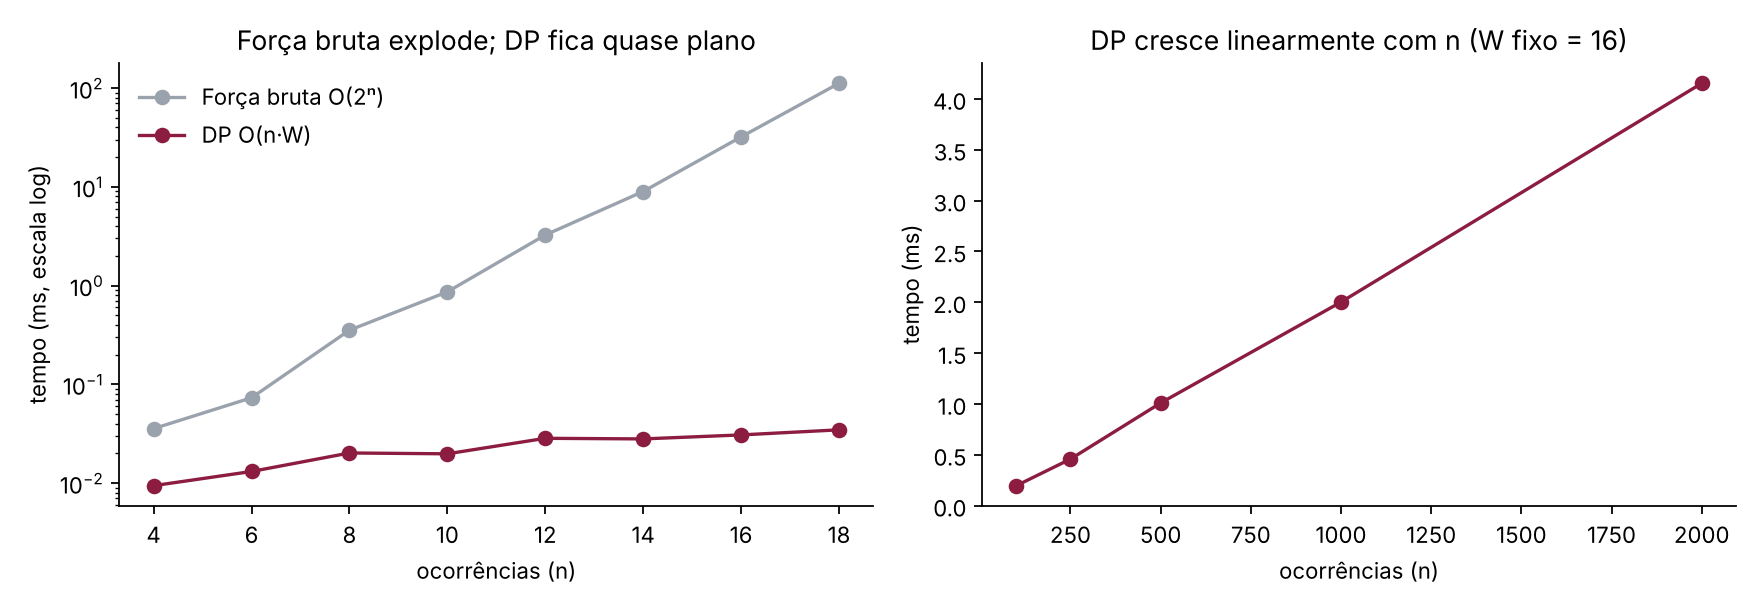 Força bruta explode; DP fica quase plano
Força bruta O(2ⁿ)
DP O(n·W)
tempo (ms, escala log)
10²
10¹
10⁰
10⁻¹
10⁻²
4 6 8 10 12 14 16 18
ocorrências (n)
DP cresce linearmente com n (W fixo = 16)
tempo (ms)
4.0
3.5
3.0
2.5
2.0
1.5
1.0
0.5
0.0
250 500 750 1000 1250 1500 1750 2000
ocorrências (n)